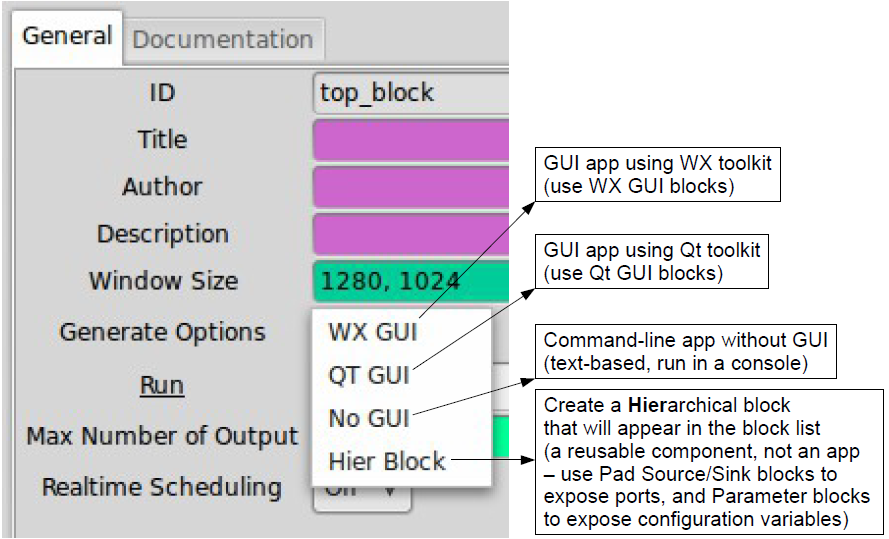 General
Documentation
ID
top_block
Title
Author
Description
Window Size
1280, 1024
Generate Options
WX GUI
QT GUI
No GUI
Hier Block
Run
Max Number of Output
Realtime Scheduling
Off
GUI app using WX toolkit
(use WX GUI blocks)
GUI app using Qt toolkit
(use Qt GUI blocks)
Command-line app without GUI
(text-based, run in a console)
Create a Hierarchical block
that will appear in the block list
(a reusable component, not an app
– use Pad Source/Sink blocks to
expose ports, and Parameter blocks
to expose configuration variables)